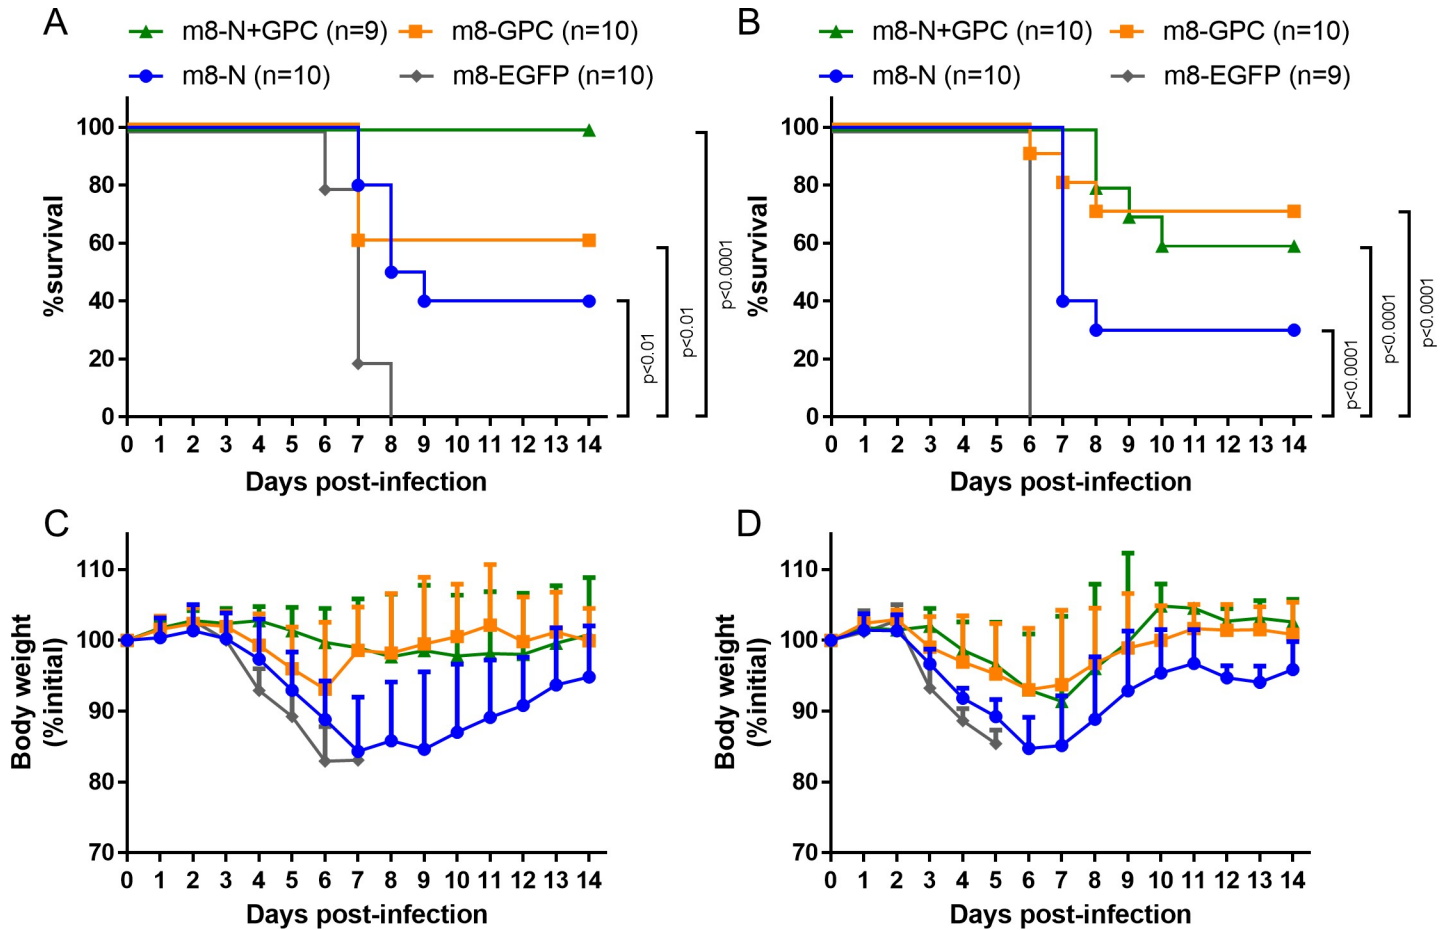 A
m8-N+GPC (n=9)
m8-GPC (n=10)
m8-N (n=10)
m8-EGFP (n=10)
%survival
100
80
60
40
20
0
0 1 2 3 4 5 6 7 8 9 10 11 12 13 14
Days post-infection
p<0.01
p<0.01
p<0.0001
B
m8-N+GPC (n=10)
m8-GPC (n=10)
m8-N (n=10)
m8-EGFP (n=9)
%survival
100
80
60
40
20
0
0 1 2 3 4 5 6 7 8 9 10 11 12 13 14
Days post-infection
p<0.0001
p<0.0001
p<0.0001
C
Body weight
(%initial)
110
100
90
80
70
0 1 2 3 4 5 6 7 8 9 10 11 12 13 14
Days post-infection
D
Body weight
(%initial)
110
100
90
80
70
0 1 2 3 4 5 6 7 8 9 10 11 12 13 14
Days post-infection